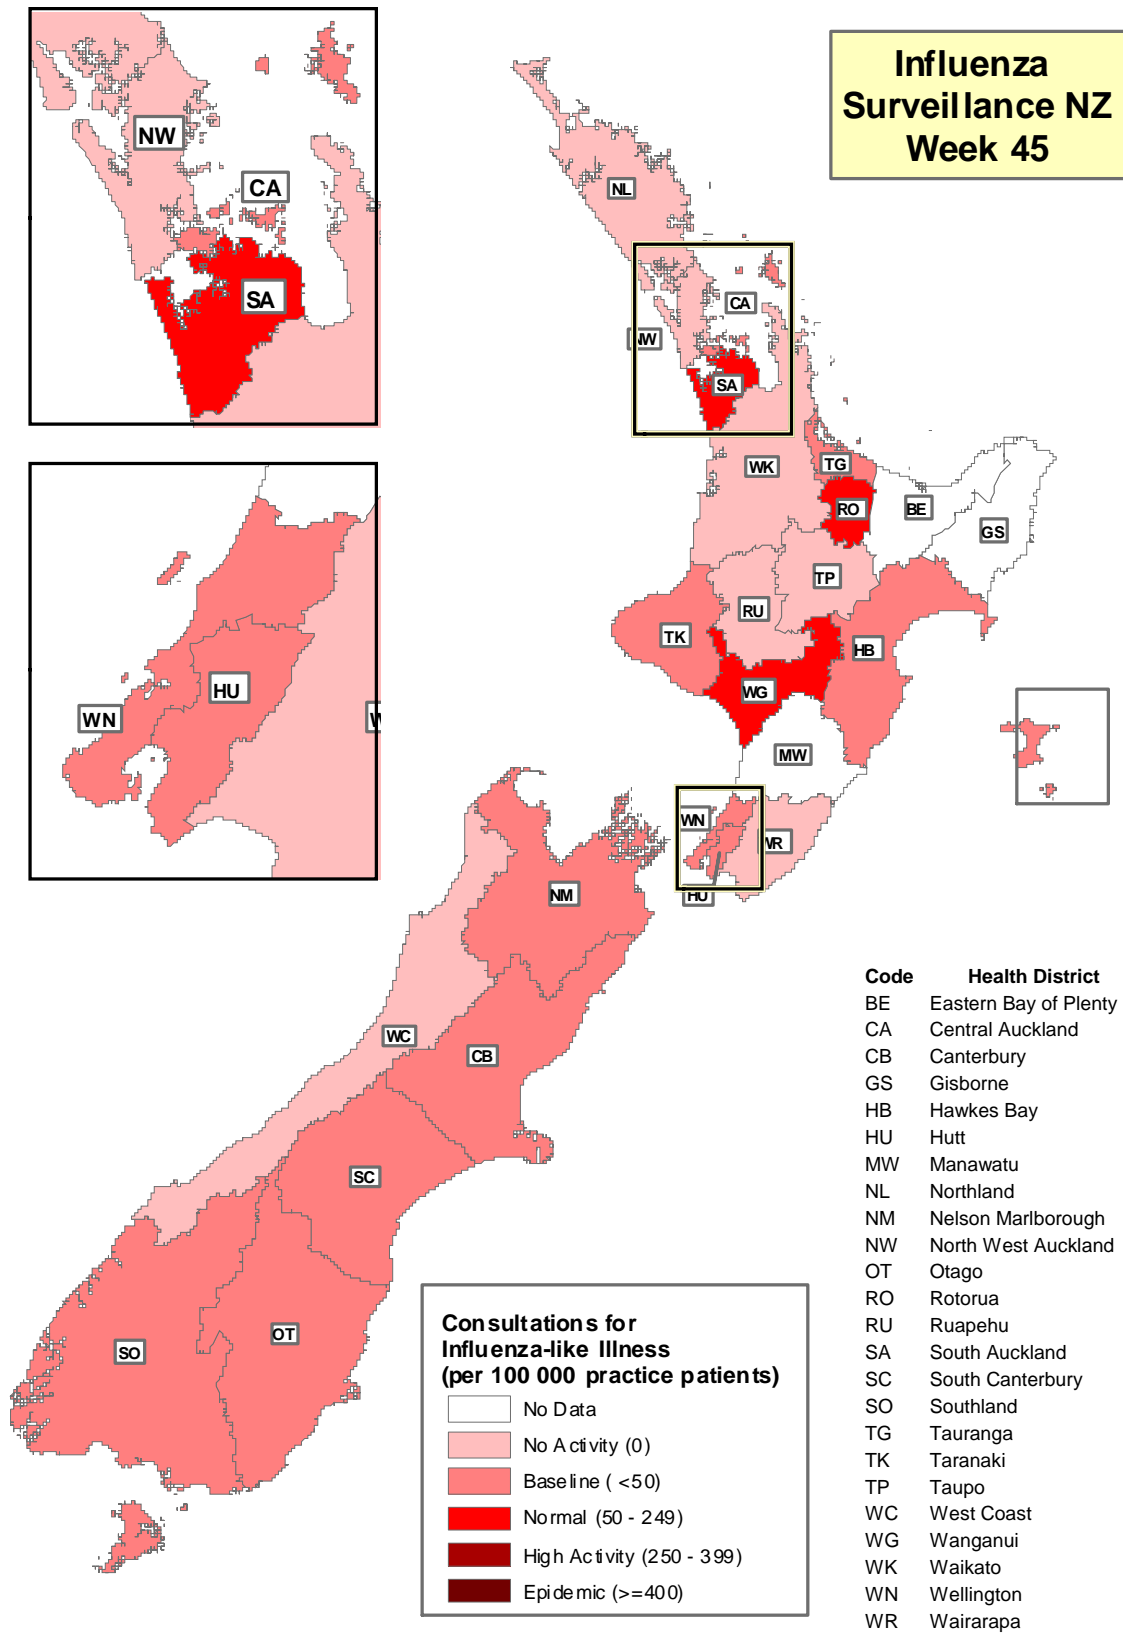 Influenza
Surveillance NZ
Week 45
NW
CA
SA
NL
CA
NW
SA
WK
TG
RO
BE
GS
TP
RU
TK
HB
WG
MW
HU
WN
W
WN
WR
HU
NM
WC
CB
SC
OT
SO
Code Health District
BE Eastern Bay of Plenty
CA Central Auckland
CB Canterbury
GS Gisborne
HB Hawkes Bay
HU Hutt
MW Manawatu
NL Northland
NM Nelson Marlborough
NW North West Auckland
OT Otago
RO Rotorua
RU Ruapehu
SA South Auckland
SC South Canterbury
SO Southland
TG Tauranga
TK Taranaki
TP Taupo
WC West Coast
WG Wanganui
WK Waikato
WN Wellington
WR Wairarapa
Consultations for
Influenza-like Illness
(per 100 000 practice patients)
No Data
No Activity (0)
Baseline ( <50)
Normal (50 - 249)
High Activity (250 - 399)
Epidemic (>=400)